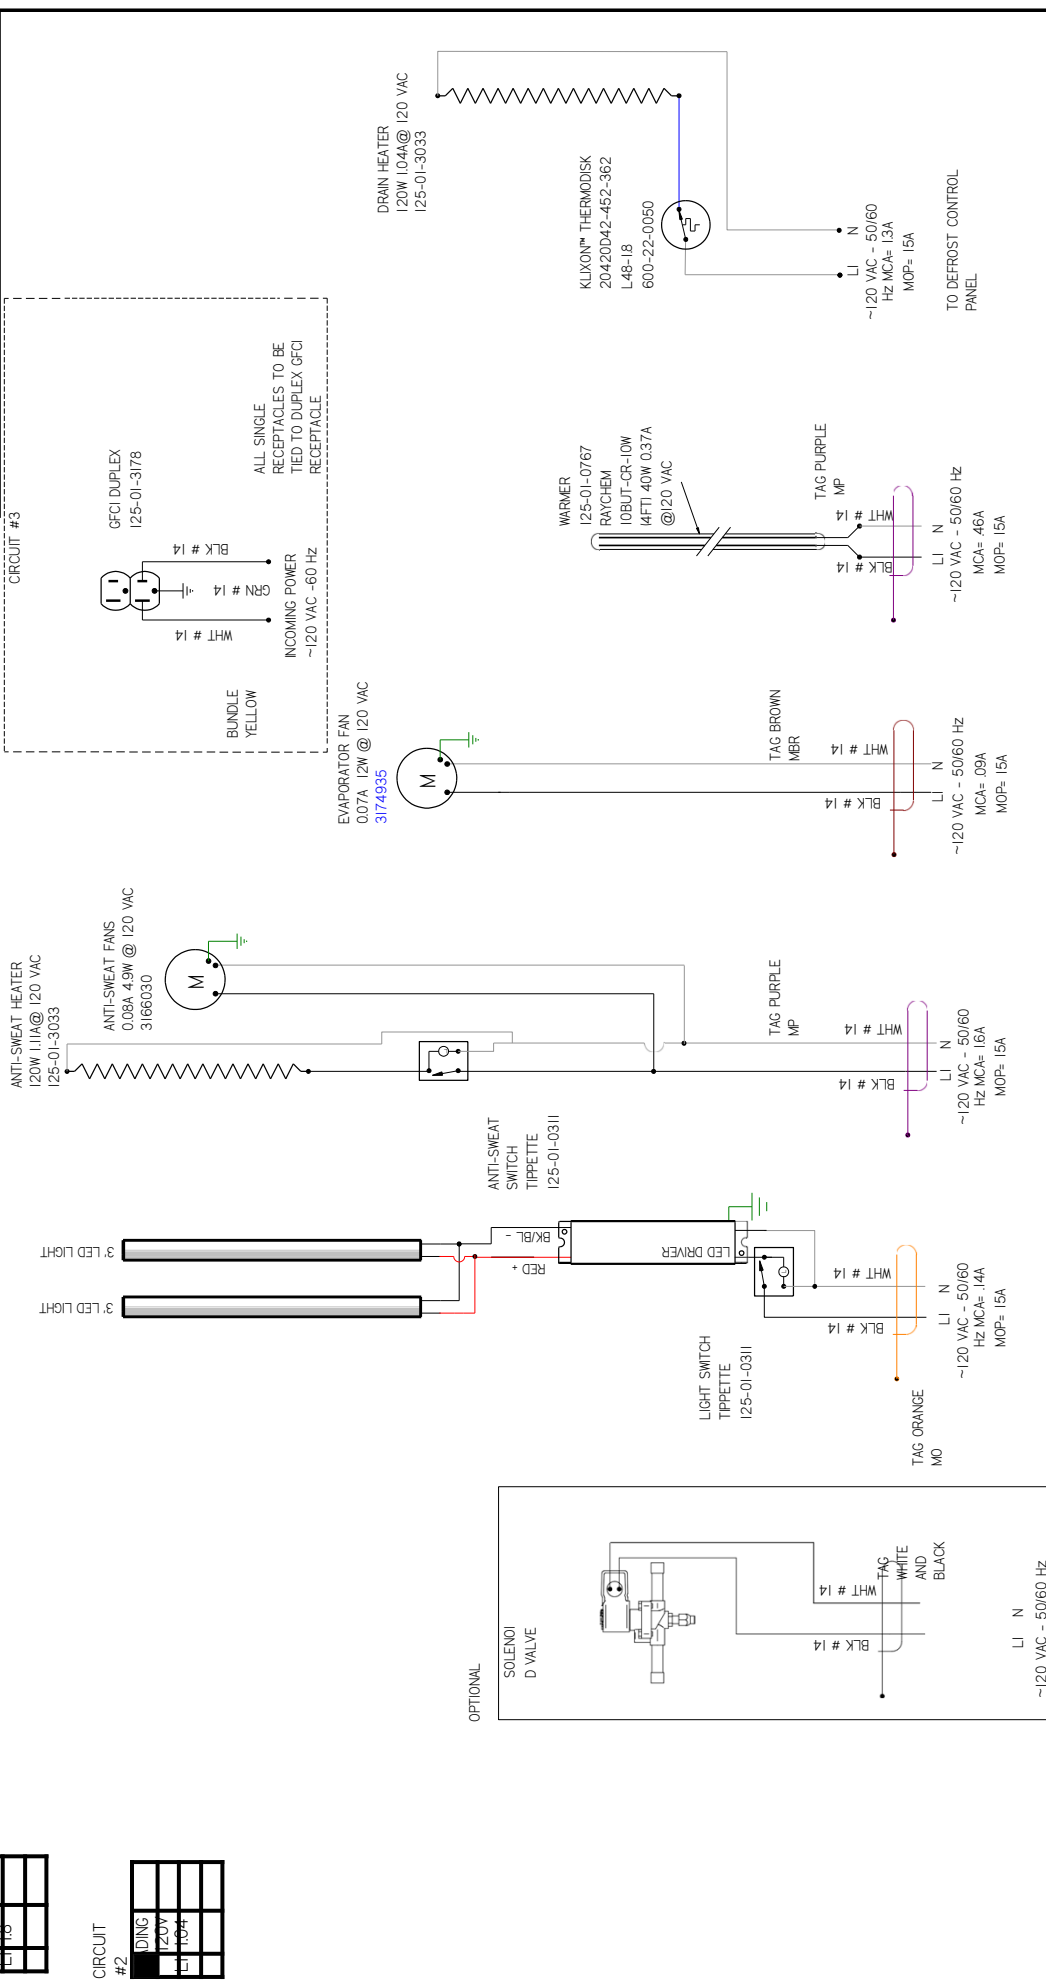 CIRCUIT #3
GFCI DUPLEX
125-01-3178
ALL SINGLE
RECEPTACLES TO BE
TIED TO DUPLEX GFCI
RECEPTACLE
BLK # 14
GRN # 14
WHT # 14
INCOMING POWER
~120 VAC -60 Hz
BUNDLE
YELLOW
DRAIN HEATER
120W 1.04A@ 120 VAC
125-01-3033
KLIXON™ THERMODISK
20420D42-452-362
L48-18
600-22-0050
L1 N
~120 VAC - 50/60
Hz MCA= 1.3A
MOP= 15A
TO DEFROST CONTROL
PANEL
WARMER
125-01-0767
RAYCHEM
10BUT-CR-10W
14FT1 40W 0.37A
@120 VAC
TAG PURPLE
MP
WHT # 14
BLK # 14
L1 N
~120 VAC - 50/60 Hz
MCA= .46A
MOP= 15A
EVAPORATOR FAN
0.07A 12W @ 120 VAC
3174935
M
TAG BROWN
MBR
WHT # 14
BLK # 14
L1 N
~120 VAC - 50/60 Hz
MCA= .09A
MOP= 15A
ANTI-SWEAT HEATER
120W 1.11A@ 120 VAC
125-01-3033
ANTI-SWEAT FANS
0.08A 4.9W @ 120 VAC
3166030
M
ANTI-SWEAT
SWITCH
TIPPETTE
125-01-0311
TAG PURPLE
MP
WHT # 14
BLK # 14
L1 N
~120 VAC - 50/60
Hz MCA= 1.6A
MOP= 15A
3' LED LIGHT
3' LED LIGHT
BK/BL -
RED +
LED DRIVER
LIGHT SWITCH
TIPPETTE
125-01-0311
WHT # 14
BLK # 14
L1 N
~120 VAC - 50/60
Hz MCA= .14A
MOP= 15A
TAG ORANGE
MO
OPTIONAL
SOLENOI
D VALVE
TAG
WHITE
AND
BLACK
WHT # 14
BLK # 14
L1 N
~120 VAC - 50/60 Hz
CIRCUIT
#2
ADING
120V
L1 1.04